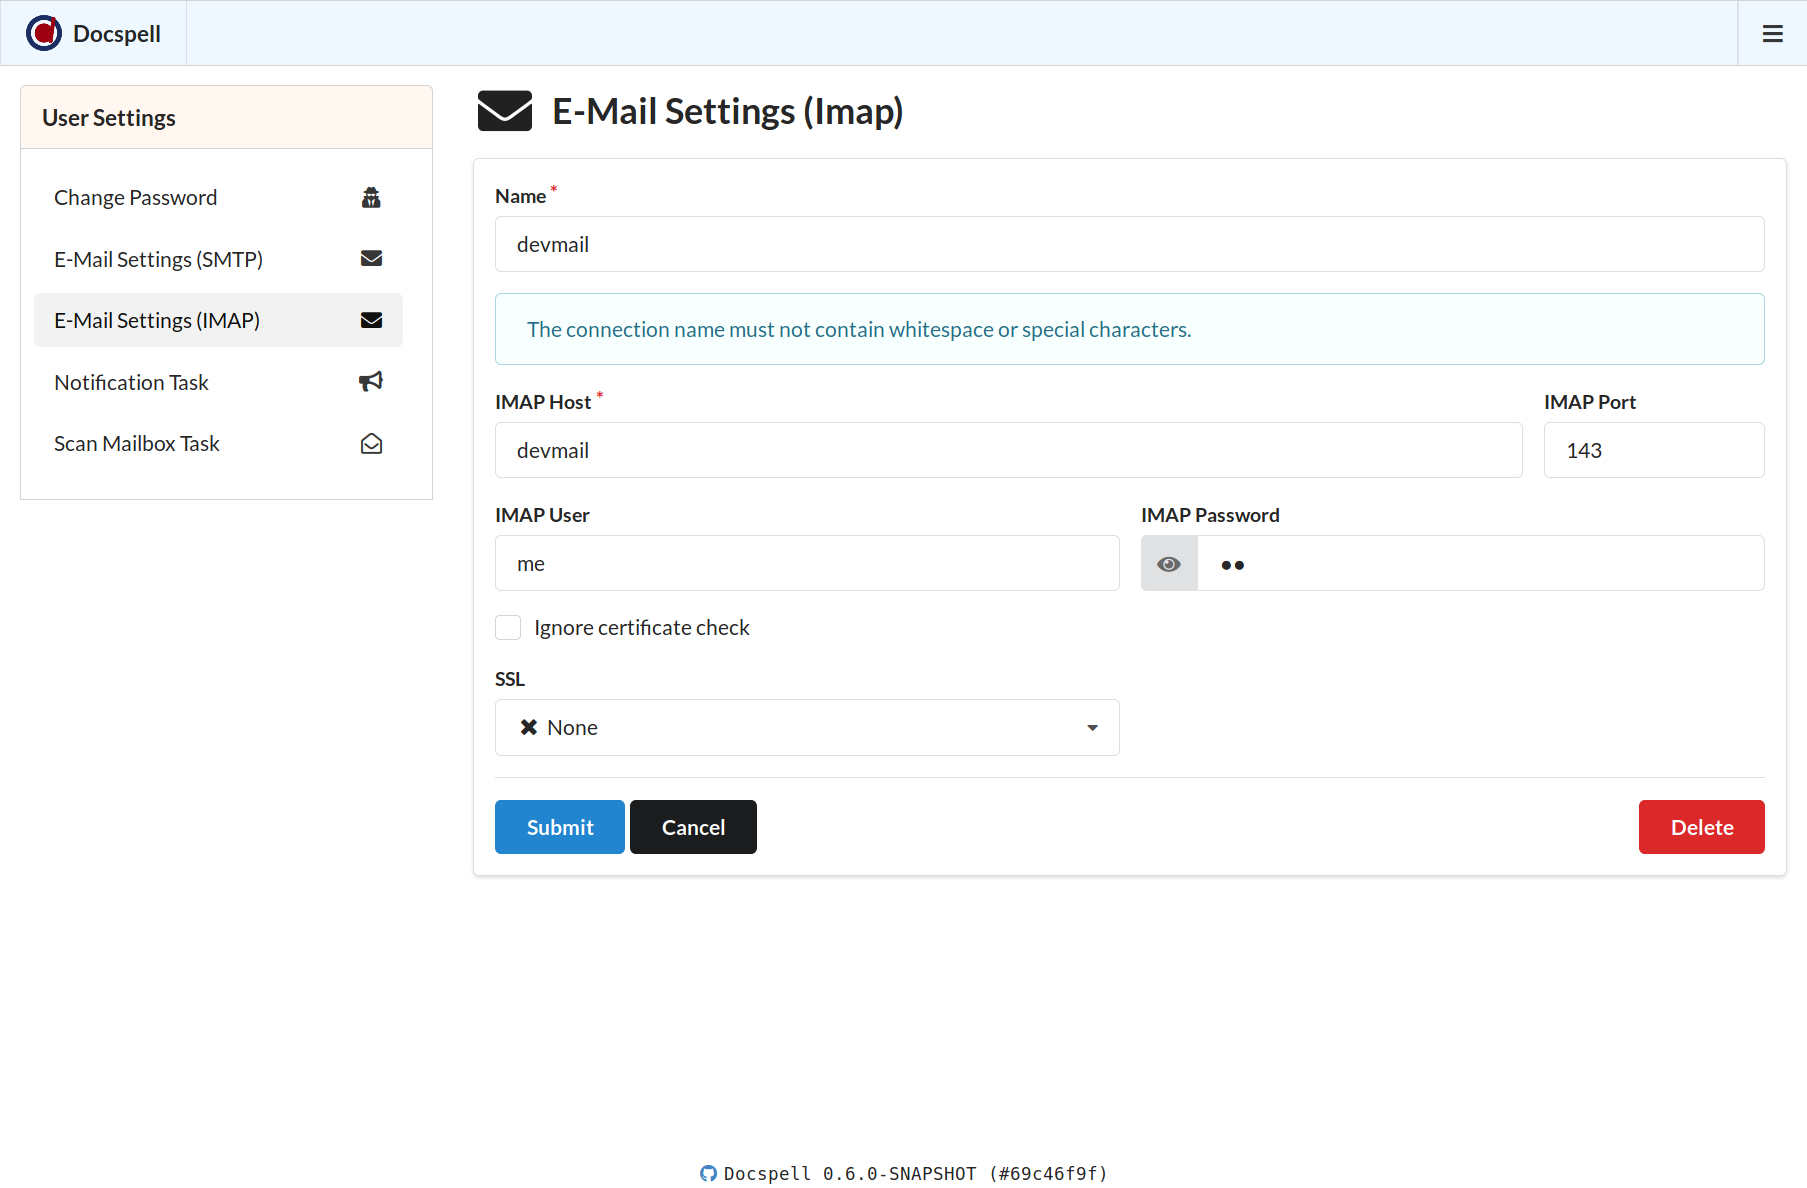 Docspell
User Settings
Change Password
E-Mail Settings (SMTP)
E-Mail Settings (IMAP)
Notification Task
Scan Mailbox Task
E-Mail Settings (Imap)
Name *
devmail
The connection name must not contain whitespace or special characters.
IMAP Host *
devmail
IMAP Port
143
IMAP User
me
IMAP Password
••
Ignore certificate check
SSL
None
Submit
Cancel
Delete
Docspell 0.6.0-SNAPSHOT (#69c46f9f)